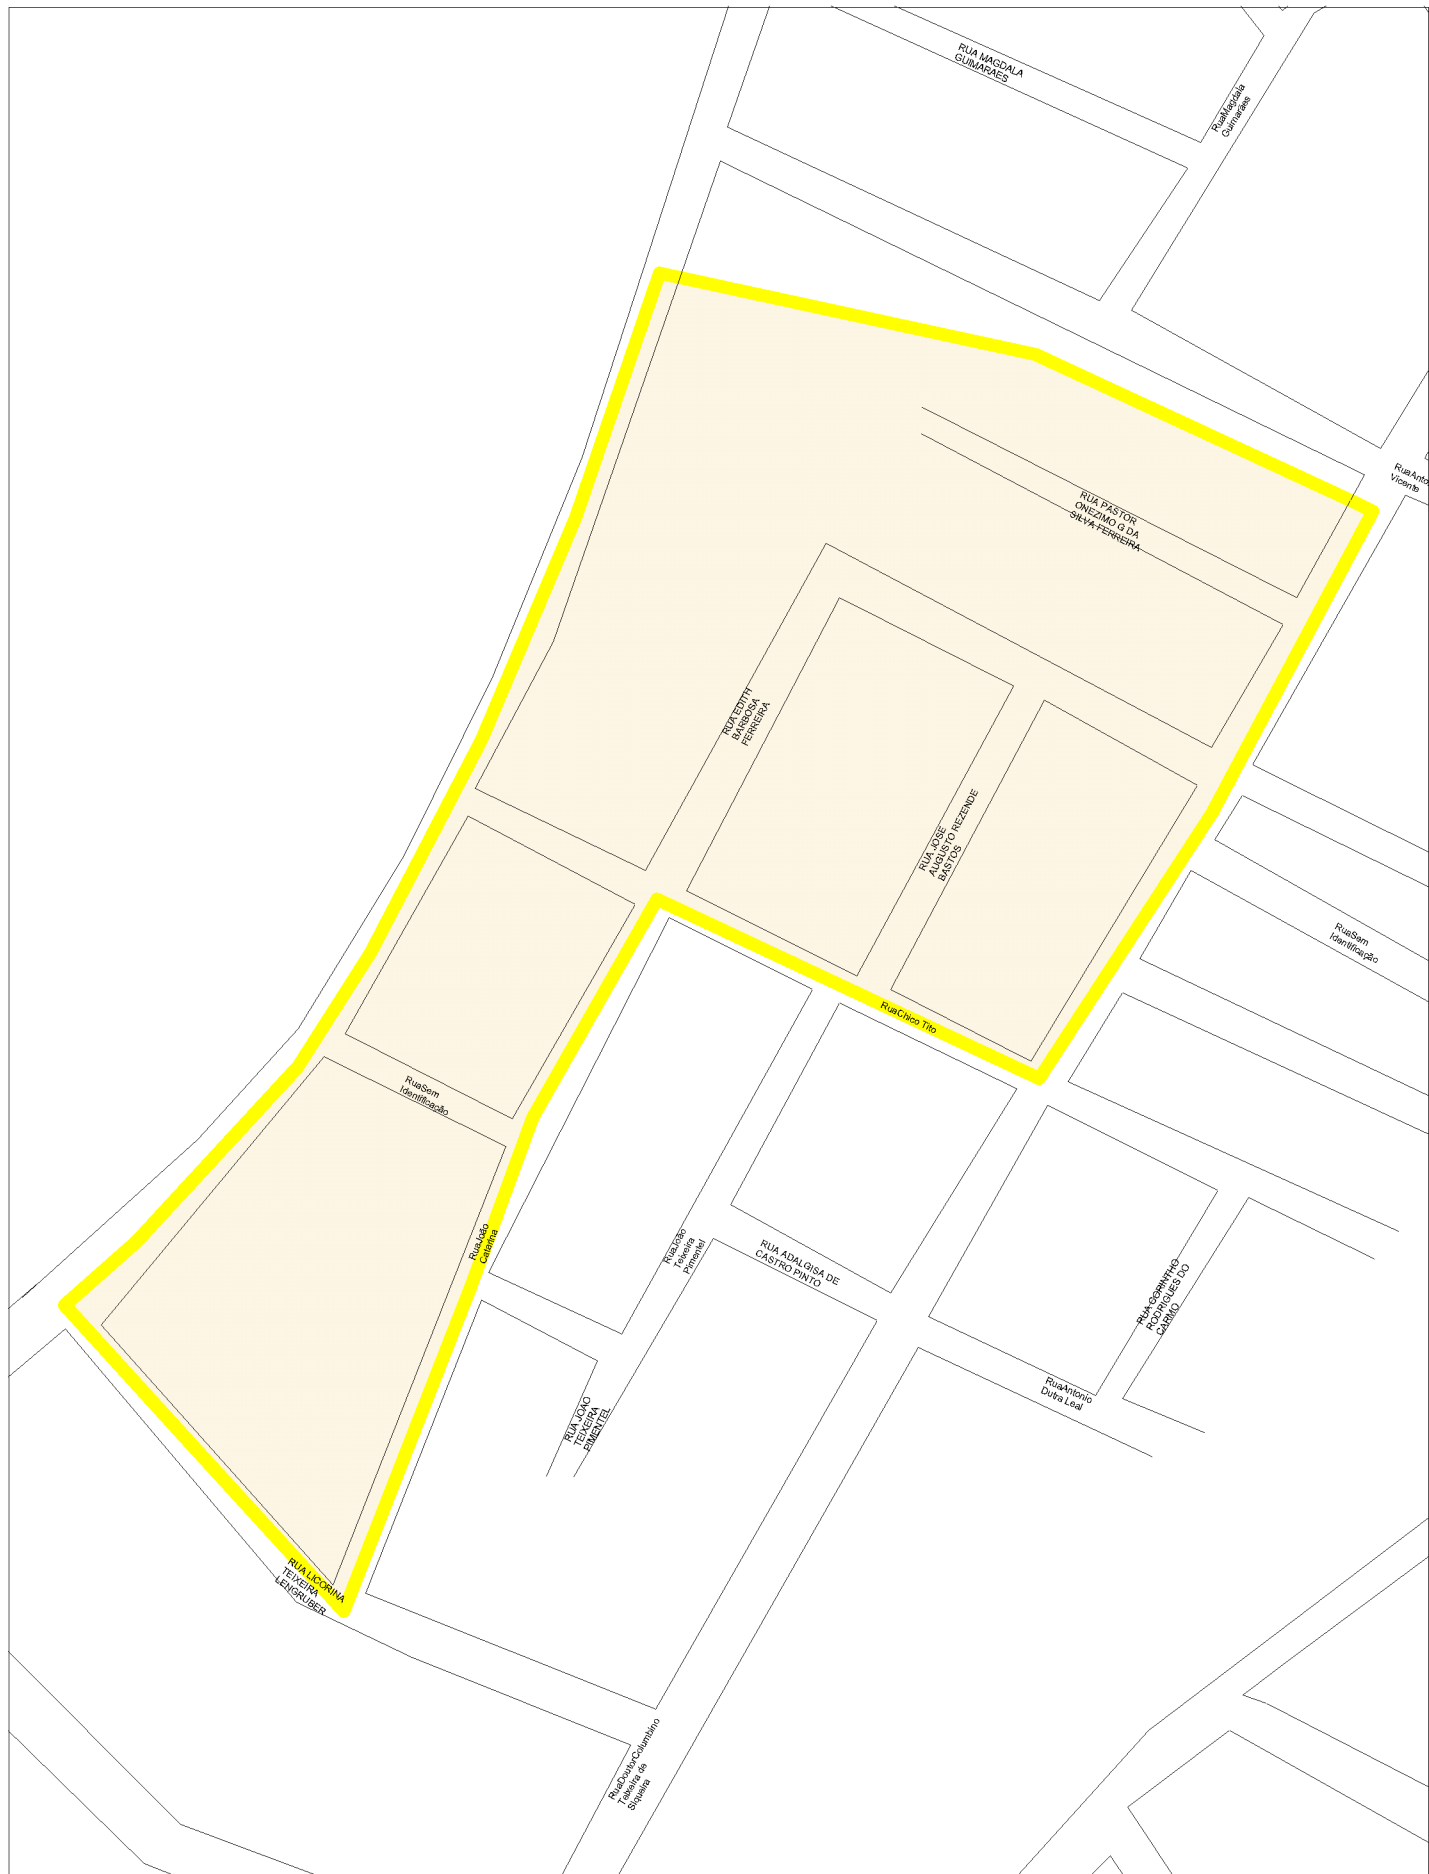 RUA MAGDALA
GUIMARAES
RuaMagdala
Guimarães
RuaAnto
Vicente
RUA PASTOR
ONEZIMO G DA
SILVA FERREIRA
RUA EDITH
BARBOSA
FERREIRA
RUA JOSE
AUGUSTO REZENDE
BASTOS
RuaSem
Identificação
RuaChico Tito
RuaSem
Identificação
RuaJoão
Catarina
RuaJoão
Teixeira
Pimentel
RUA ADALGISA DE
CASTRO PINTO
RUA CORINTHO
RODRIGUES DO
CARMO
RuaAntonio
Dutra Leal
RUA JOAO
TEIXEIRA
PIMENTEL
RUA LICORINA
TEIXEIRA
LENGRUBER
RuaDoutorColumbino
Teixeira de
Siqueira